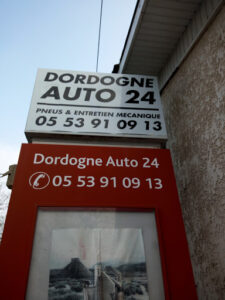 DORDOGNE
AUTO 24
PNEUS & ENTRETIEN MECANIQUE
05 53 91 09 13
Dordogne Auto 24
05 53 91 09 13